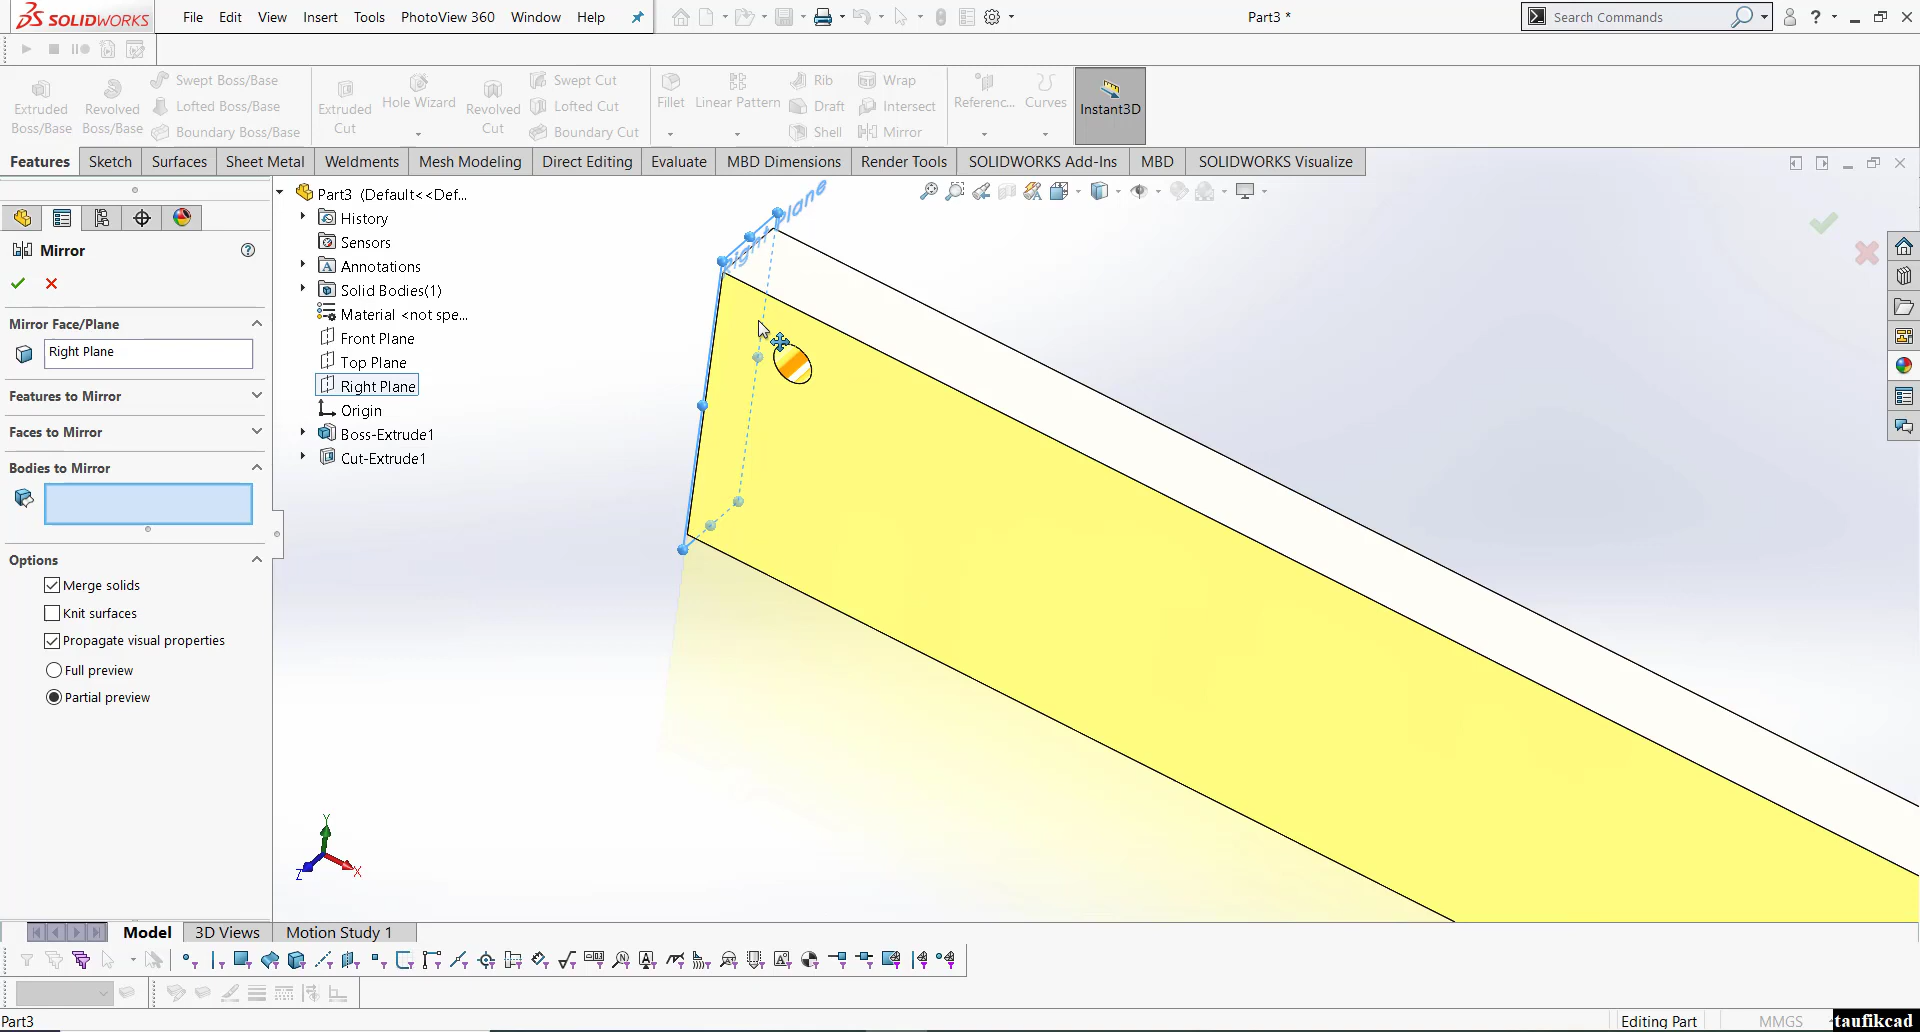 SOLIDWORKS File Edit View Insert Tools PhotoView 360 Window Help Part3 * Search Commands
Extruded Boss/Base
Revolved Boss/Base
Swept Boss/Base
Lofted Boss/Base
Boundary Boss/Base
Extruded Cut
Hole Wizard
Revolved Cut
Swept Cut
Lofted Cut
Boundary Cut
Fillet
Linear Pattern
Rib
Draft
Shell
Wrap
Intersect
Mirror
Referenc...
Curves
Instant3D
Features Sketch Surfaces Sheet Metal Weldments Mesh Modeling Direct Editing Evaluate MBD Dimensions Render Tools SOLIDWORKS Add-Ins MBD SOLIDWORKS Visualize
Mirror
Mirror Face/Plane
Right Plane
Features to Mirror
Faces to Mirror
Bodies to Mirror
Options
Merge solids
Knit surfaces
Propagate visual properties
Full preview
Partial preview
Part3 (Default<<Def...
History
Sensors
Annotations
Solid Bodies(1)
Material <not spe...
Front Plane
Top Plane
Right Plane
Origin
Boss-Extrude1
Cut-Extrude1
Right Plane
Y
X
Z
Model 3D Views Motion Study 1
Part3 Editing Part MMGS taufikcad